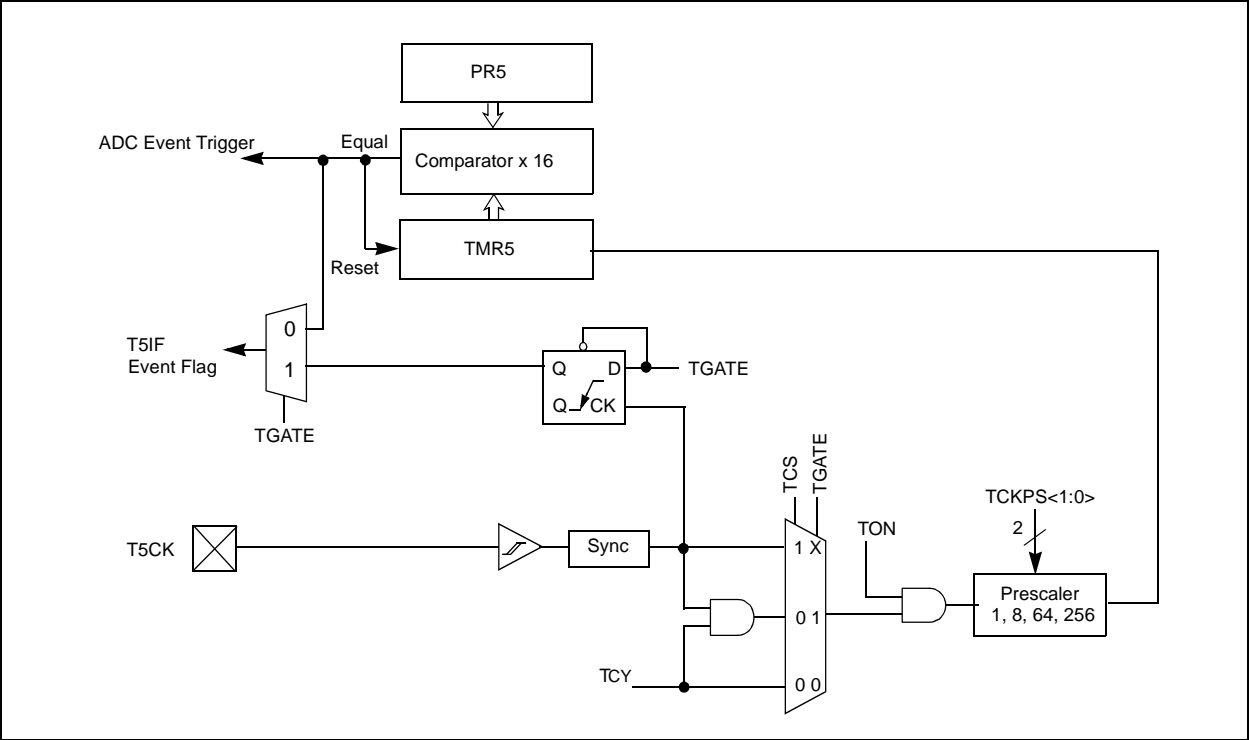 PR5
ADC Event Trigger
Equal
Comparator x 16
TMR5
Reset
0
1
T5IF
Event Flag
TGATE
Q
D
Q
CK
TGATE
TCS
TGATE
TCKPS<1:0>
2
TON
T5CK
Sync
1 X
0 1
0 0
Prescaler
1, 8, 64, 256
TCY